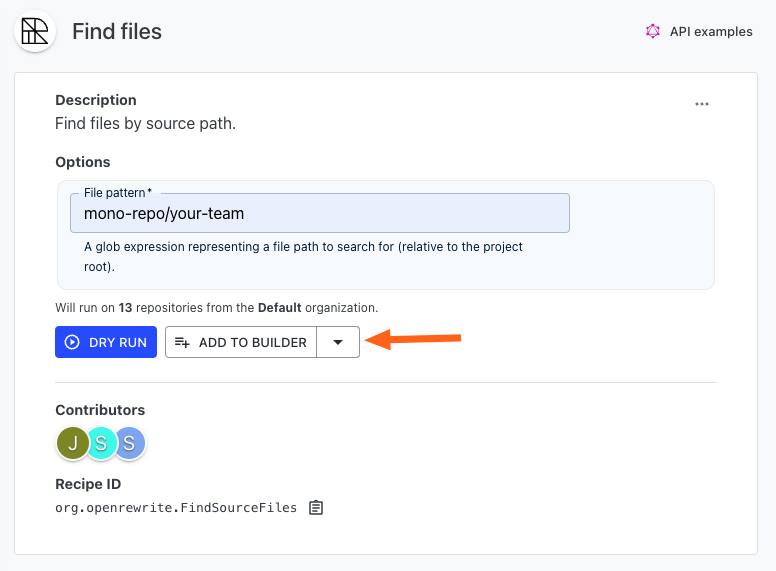 Find files
API examples
Description
Find files by source path.
Options
File pattern*
mono-repo/your-team
A glob expression representing a file path to search for (relative to the project
root).
Will run on 13 repositories from the Default organization.
DRY RUN
ADD TO BUILDER
Contributors
J S S
Recipe ID
org.openrewrite.FindSourceFiles